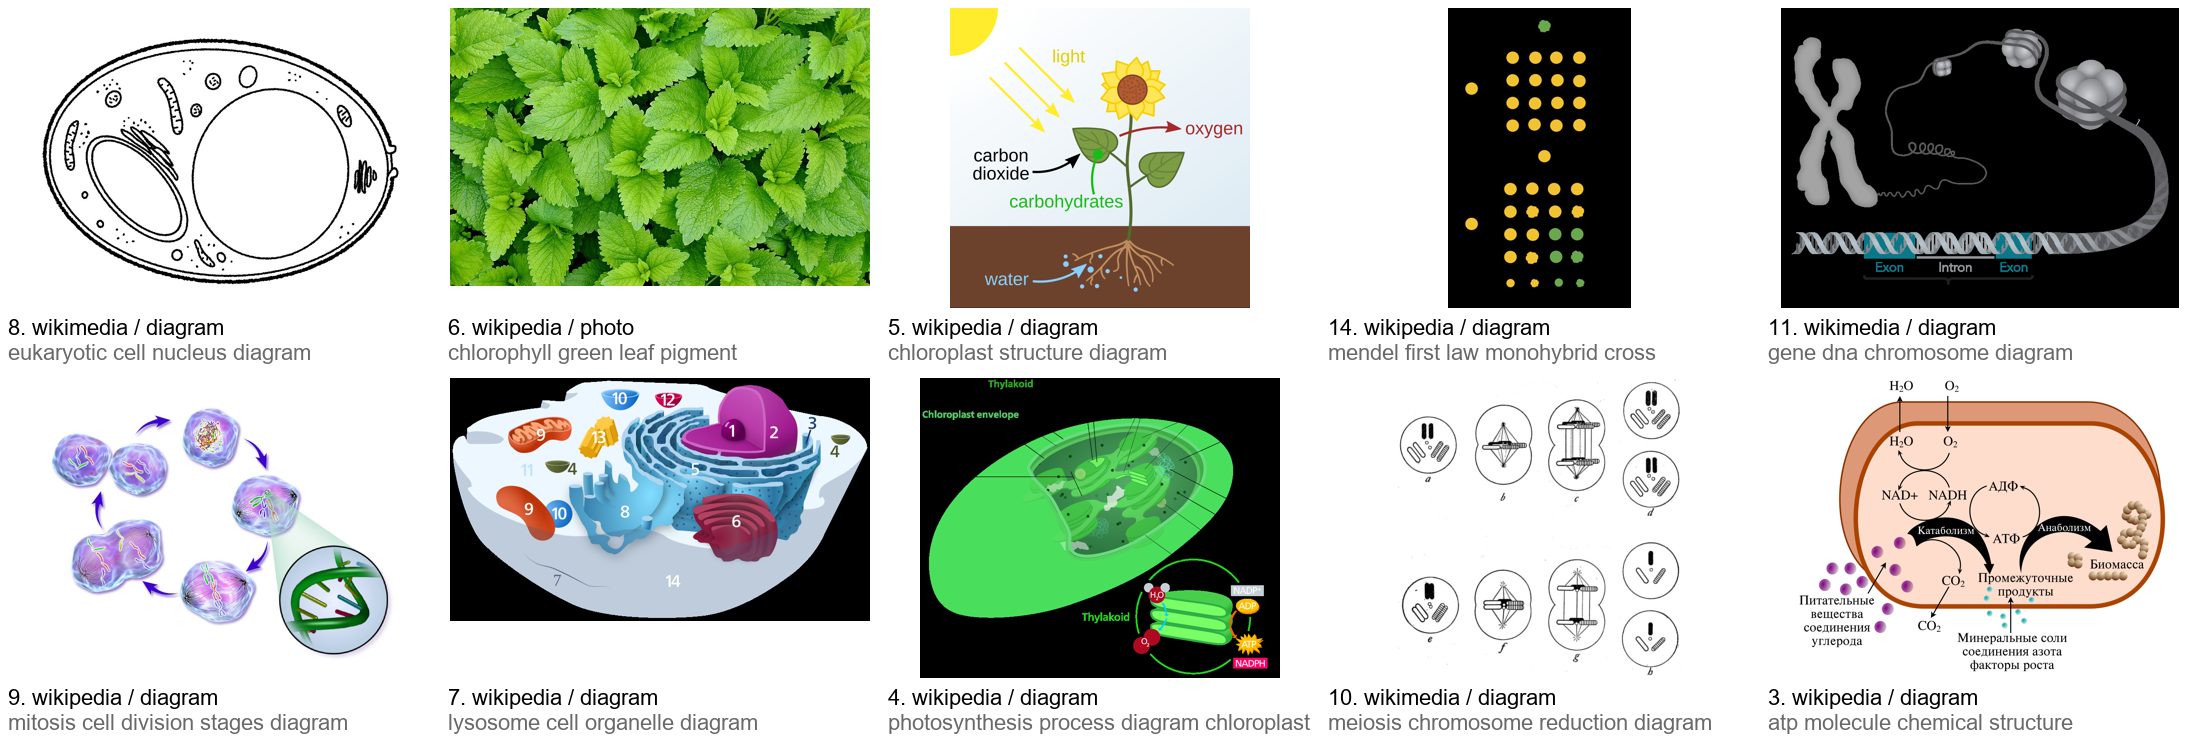 light
oxygen
carbon
dioxide
carbohydrates
water
Exon
Intron
Exon
8. wikimedia / diagram
eukaryotic cell nucleus diagram
6. wikipedia / photo
chlorophyll green leaf pigment
5. wikipedia / diagram
chloroplast structure diagram
14. wikipedia / diagram
mendel first law monohybrid cross
11. wikimedia / diagram
gene dna chromosome diagram
10
12
9
13
1
2
3
4
11
4
5
9
10
8
6
7
14
Thylakoid
Chloroplast envelope
H₂O
NADP⁺
ADP
Thylakoid
O₂
ATP
NADPH
a
b
c
d
e
f
g
h
H₂O
O₂
H₂O
O₂
NAD+
NADH
АДФ
Катаболизм
АТФ
Анаболизм
CO₂
Промежуточные
продукты
Биомасса
Питательные
вещества
соединения
углерода
CO₂
Минеральные соли
соединения азота
факторы роста
9. wikipedia / diagram
mitosis cell division stages diagram
7. wikipedia / diagram
lysosome cell organelle diagram
4. wikipedia / diagram
photosynthesis process diagram chloroplast
10. wikimedia / diagram
meiosis chromosome reduction diagram
3. wikipedia / diagram
atp molecule chemical structure